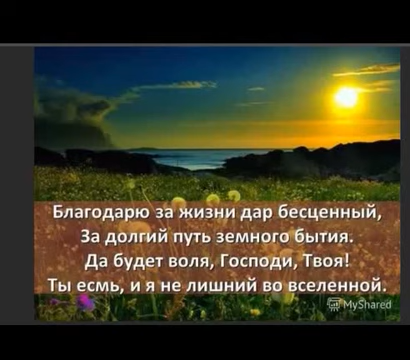 Благодарю за жизни дар бесценный,
За долгий путь земного бытия.
Да будет воля, Господи, Твоя!
Ты есмь, и я не лишний во вселенной.
MyShared